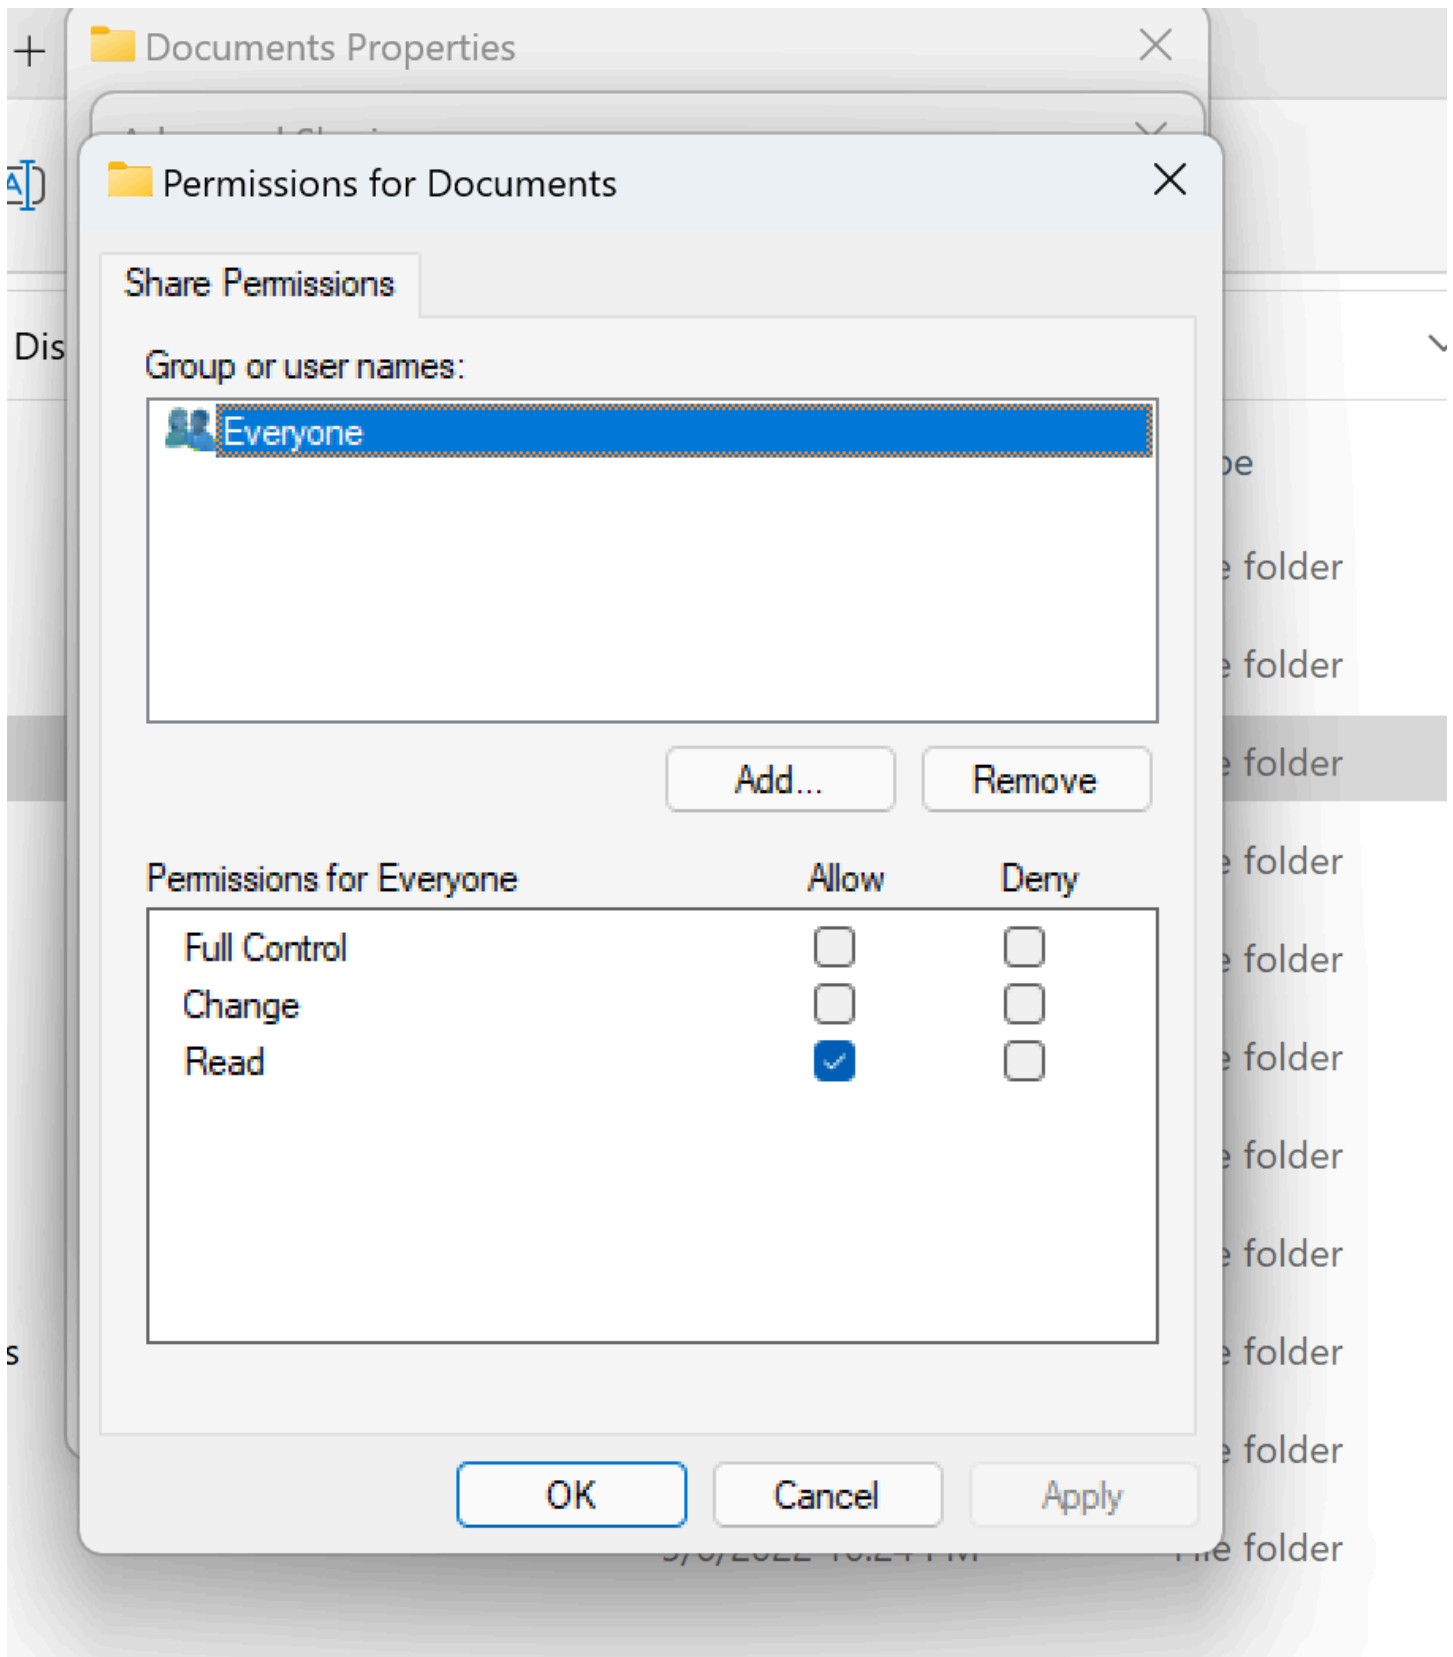 Documents Properties
Permissions for Documents
Share Permissions
Dis
Group or user names:
Everyone
pe
e folder
e folder
Add...
Remove
e folder
Permissions for Everyone
Allow
Deny
e folder
Full Control
e folder
Change
Read
e folder
e folder
e folder
s
e folder
e folder
OK
Cancel
Apply
File folder